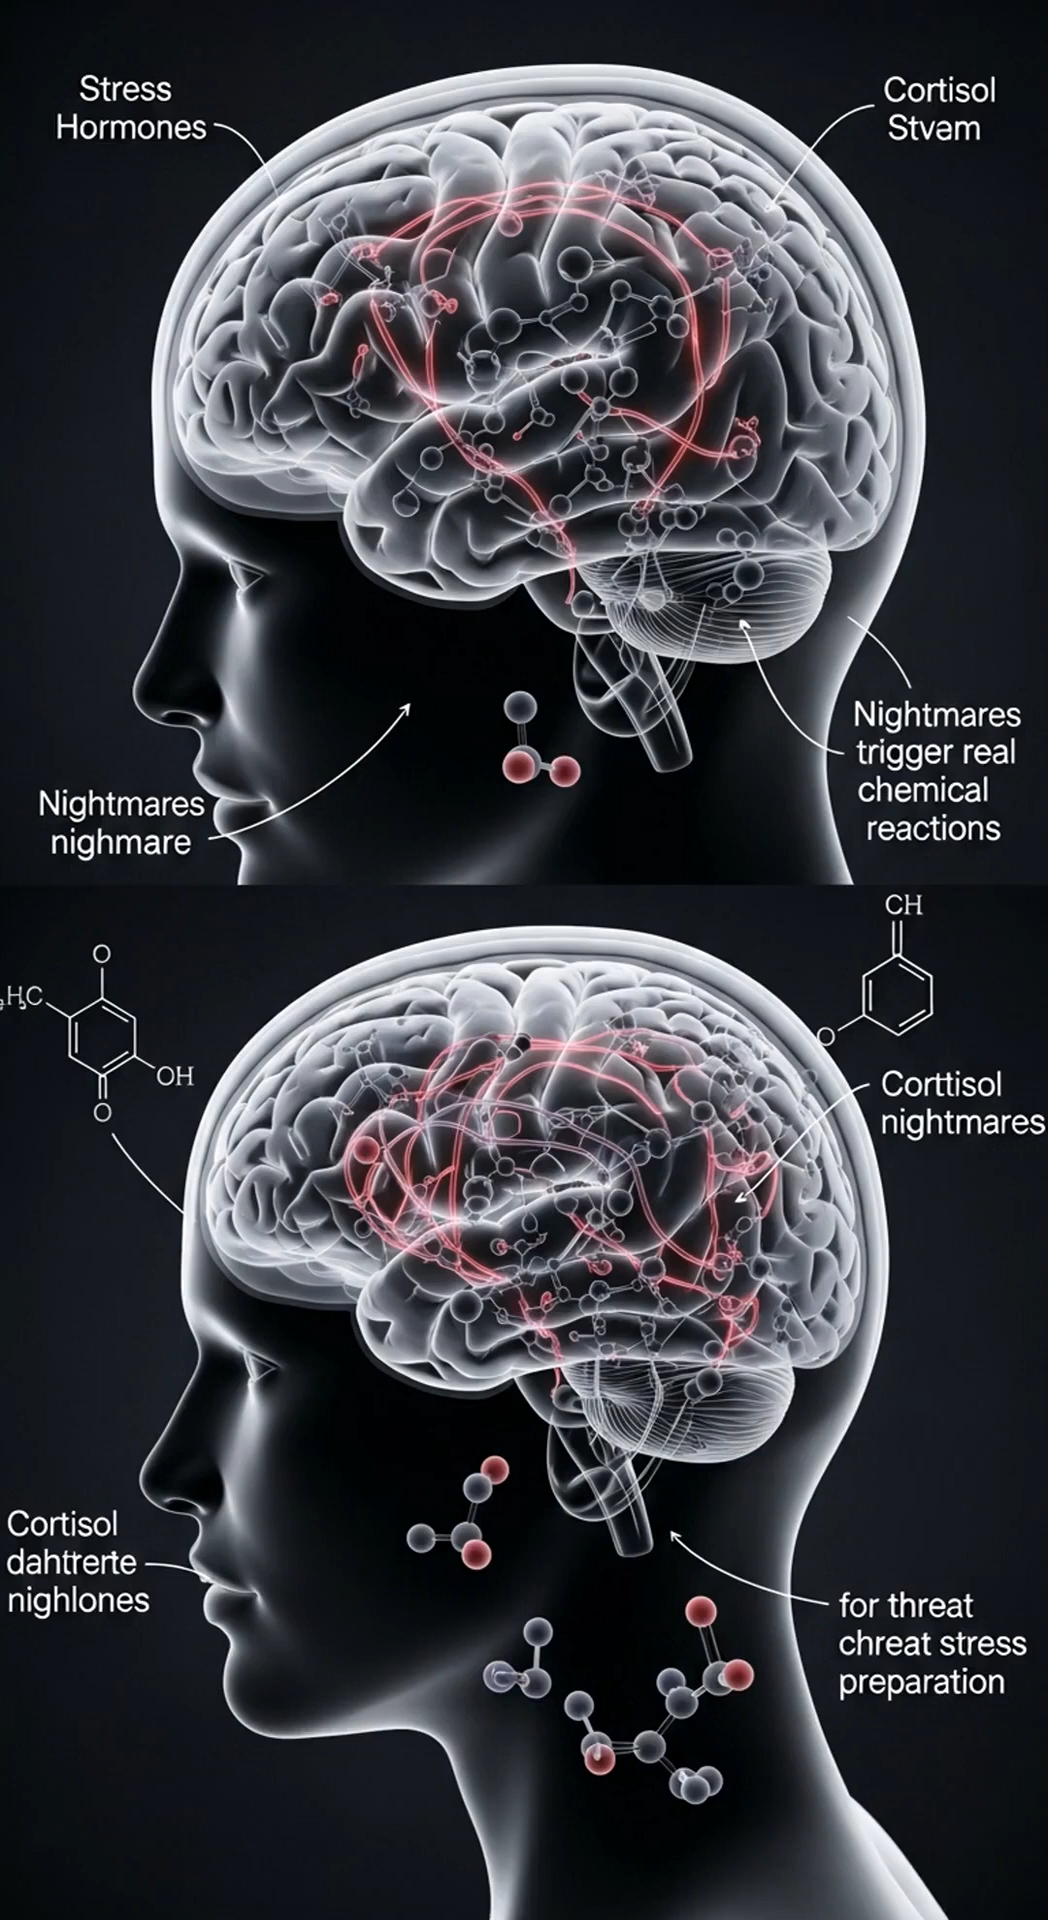 Stress
Hormones
Cortisol
Stvem
Nightmares
trigger real
chemical
reactions
Nightmares
nighmare
CH
O
H₃C
OH
O
O
Corttisol
nightmares
Cortisol
dahtrerte
nighlones
for threat
chreat stress
preparation